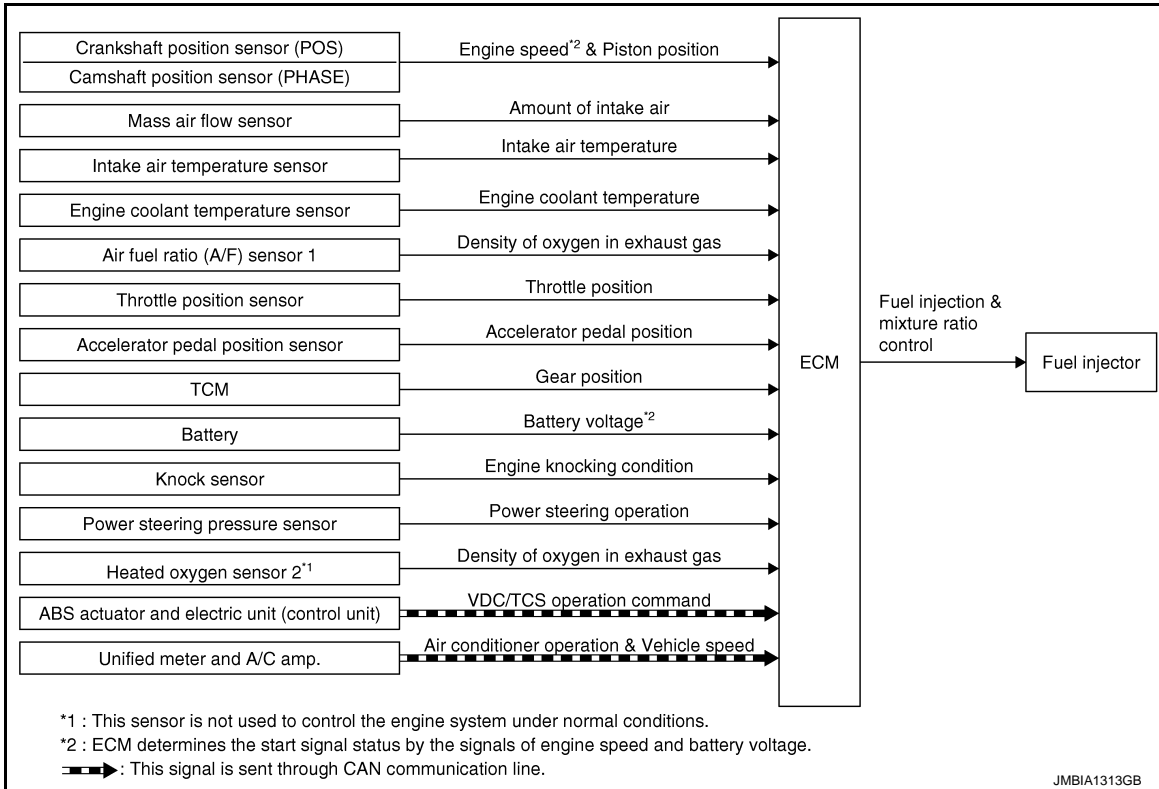 Crankshaft position sensor (POS)
Camshaft position sensor (PHASE)
Engine speed*2 & Piston position
Mass air flow sensor
Amount of intake air
Intake air temperature sensor
Intake air temperature
Engine coolant temperature sensor
Engine coolant temperature
Air fuel ratio (A/F) sensor 1
Density of oxygen in exhaust gas
Throttle position sensor
Throttle position
Accelerator pedal position sensor
Accelerator pedal position
TCM
Gear position
Battery
Battery voltage*2
Knock sensor
Engine knocking condition
Power steering pressure sensor
Power steering operation
Heated oxygen sensor 2*1
Density of oxygen in exhaust gas
ABS actuator and electric unit (control unit)
VDC/TCS operation command
Unified meter and A/C amp.
Air conditioner operation & Vehicle speed
ECM
Fuel injection &
mixture ratio
control
Fuel injector
*1 : This sensor is not used to control the engine system under normal conditions.
*2 : ECM determines the start signal status by the signals of engine speed and battery voltage.
: This signal is sent through CAN communication line.
JMBIA1313GB